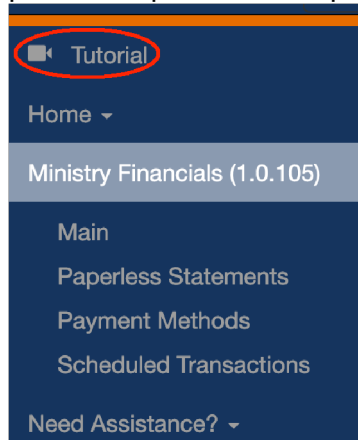 Tutorial
Home
Ministry Financials (1.0.105)
Main
Paperless Statements
Payment Methods
Scheduled Transactions
Need Assistance?